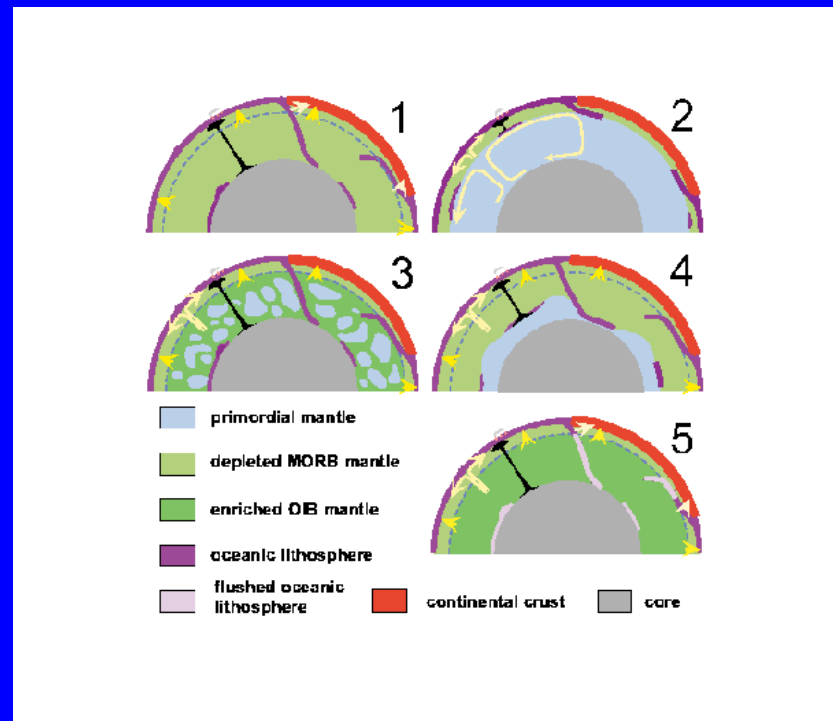 1
2
3
4
primordial mantle
depleted MORB mantle
5
enriched OIB mantle
oceanic lithosphere
flushed oceanic
lithosphere
continental crust
core